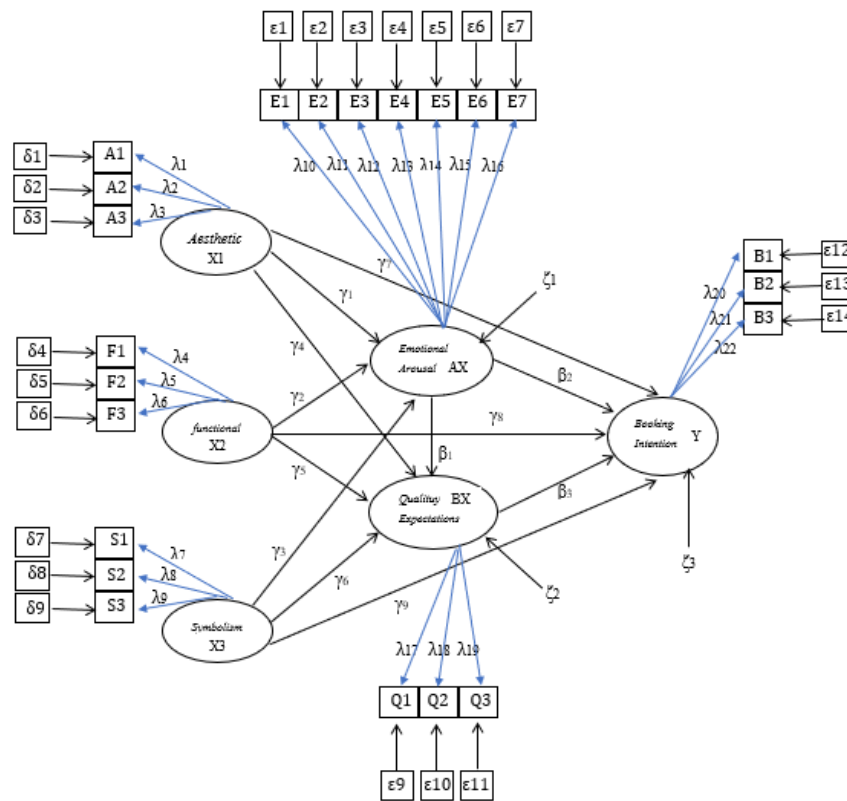 ε1 ε2 ε3 ε4 ε5 ε6 ε7
E1 E2 E3 E4 E5 E6 E7
λ10 λ11 λ12 λ13 λ14 λ15 λ16
δ1 A1 λ1
δ2 A2 λ2
δ3 A3 λ3
Aesthetic
X1
γ7
γ1
γ4
ζ1
B1 ε12
B2 ε13
B3 ε14
λ20
λ21
λ22
δ4 F1 λ4
δ5 F2 λ5
δ6 F3 λ6
Emotional
Arousal AX
β2
γ2
γ8
functional
X2
Booking
Intention Y
γ5
β1
Qualituy BX
Expectations
β3
δ7 S1 λ7
δ8 S2 λ8
δ9 S3 λ9
γ3
γ6
γ9
ζ2
ζ3
Symbolism
X3
λ17 λ18 λ19
Q1 Q2 Q3
ε9 ε10 ε11